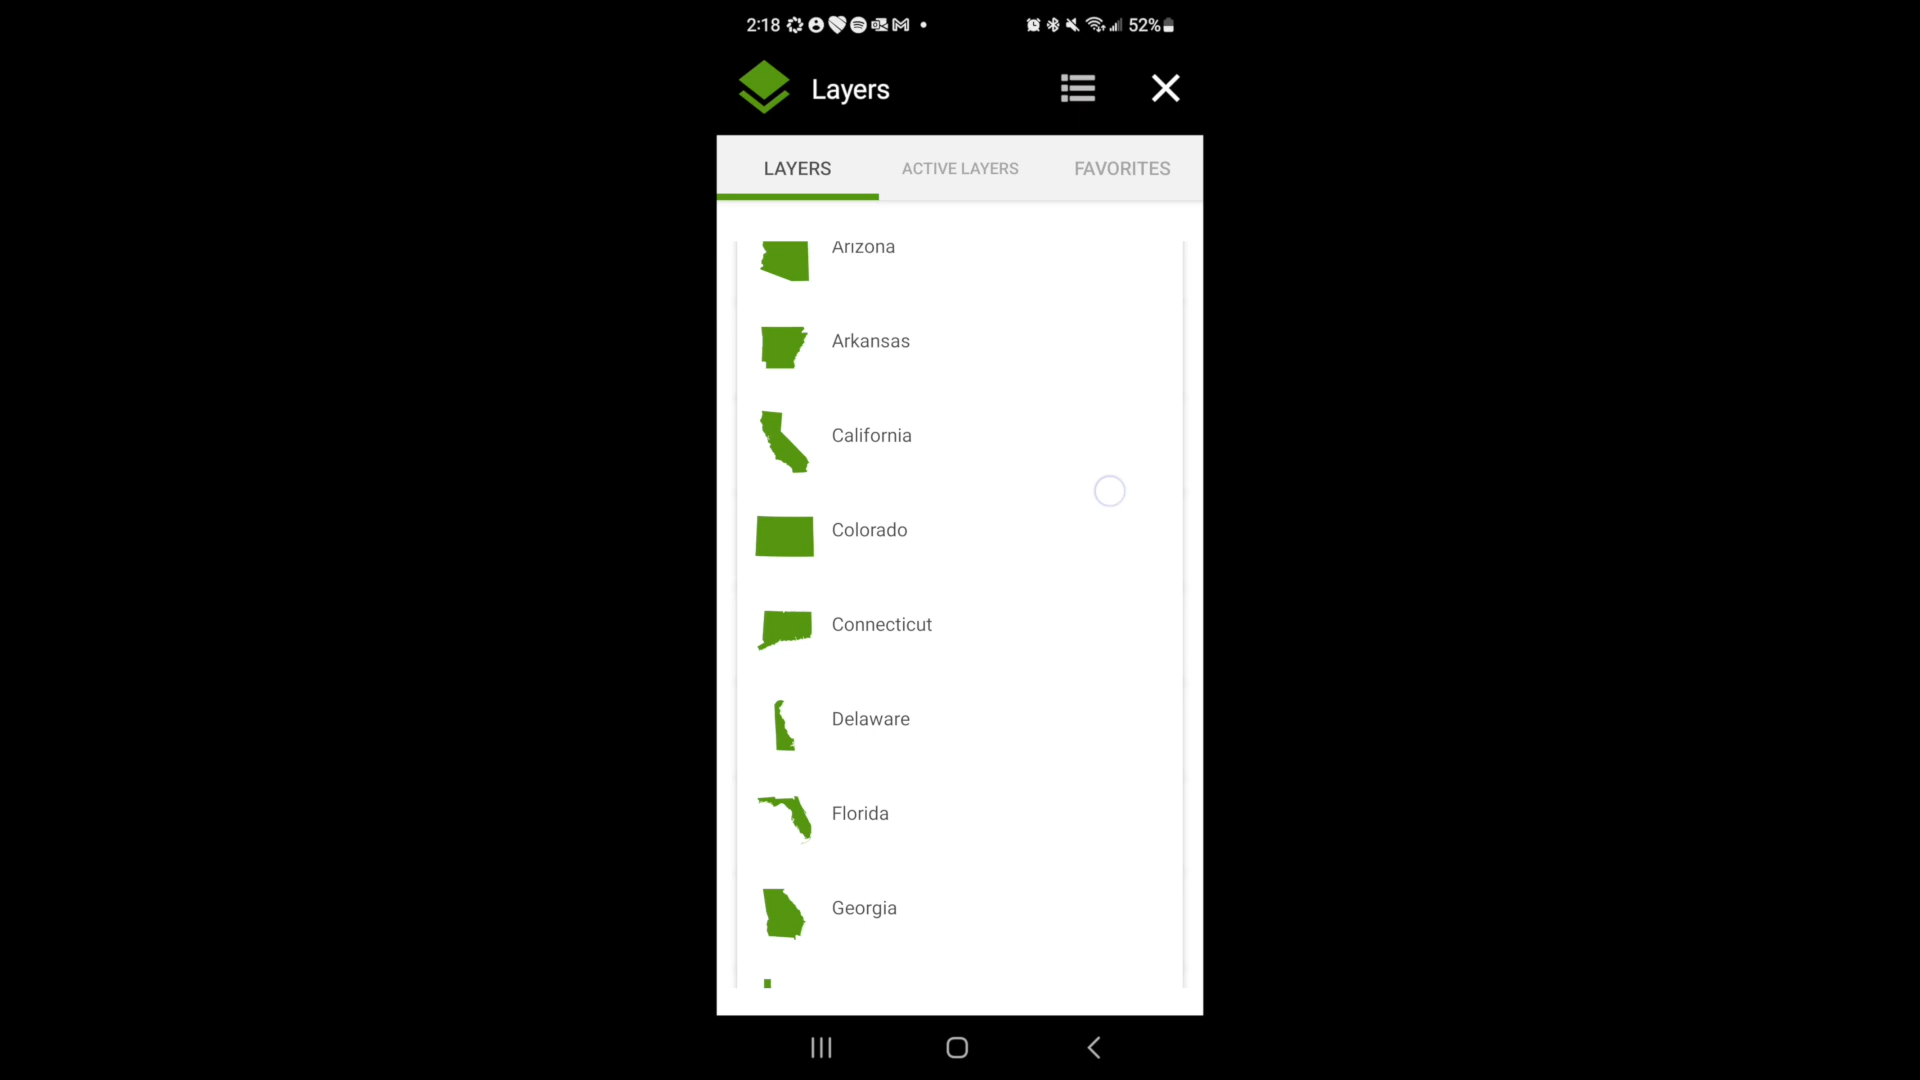 2:18 52%
Layers
LAYERS ACTIVE LAYERS FAVORITES
Arizona
Arkansas
California
Colorado
Connecticut
Delaware
Florida
Georgia